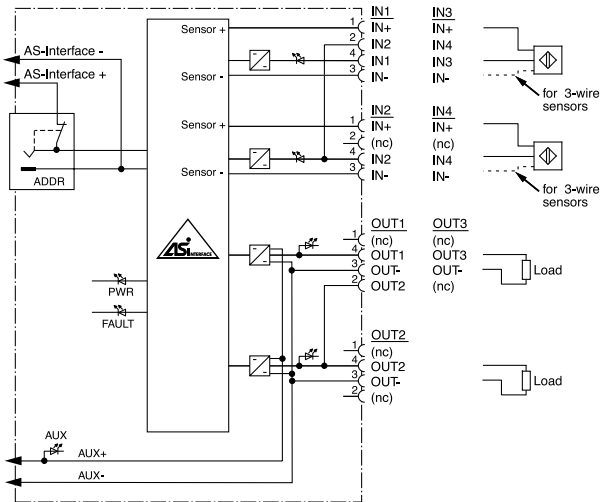 IN1 IN3
Sensor + 1 IN+ IN+
2 IN2 IN4
4 IN1 IN3
Sensor - 3 IN- IN-
for 3-wire
sensors
AS-Interface -
AS-Interface +
ADDR
IN2 IN4
Sensor + 1 IN+ IN+
2 (nc) (nc)
4 IN2 IN4
Sensor - 3 IN- IN-
for 3-wire
sensors
ASi
INTERFACE
PWR
FAULT
OUT1 OUT3
1 (nc) (nc)
4 OUT1 OUT3
3 OUT- OUT-
2 OUT2 (nc)
Load
OUT2
1 (nc)
4 OUT2
3 OUT-
2 (nc)
Load
AUX
AUX+
AUX-